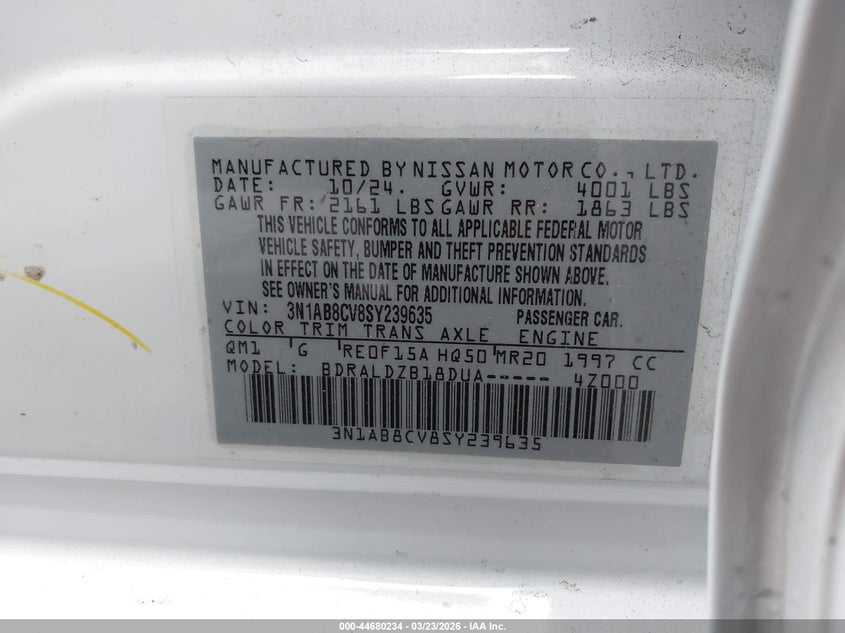 MANUFACTURED BY NISSAN MOTOR CO., LTD.
DATE: 10/24. GVWR: 4001 LBS
GAWR FR: 2161 LBS GAWR RR: 1863 LBS
THIS VEHICLE CONFORMS TO ALL APPLICABLE FEDERAL MOTOR
VEHICLE SAFETY, BUMPER AND THEFT PREVENTION STANDARDS
IN EFFECT ON THE DATE OF MANUFACTURE SHOWN ABOVE.
SEE OWNER'S MANUAL FOR ADDITIONAL INFORMATION.
VIN: 3N1AB8CV8SY239635 PASSENGER CAR.
COLOR TRIM TRANS AXLE ENGINE
QM1 G RE0F15A HQ50 MR20 1997 CC
MODEL: BDRALDZB18DUA----- 4Z000
3N1AB8CV8SY239635
000-44680234 - 03/23/2026 - IAA Inc.